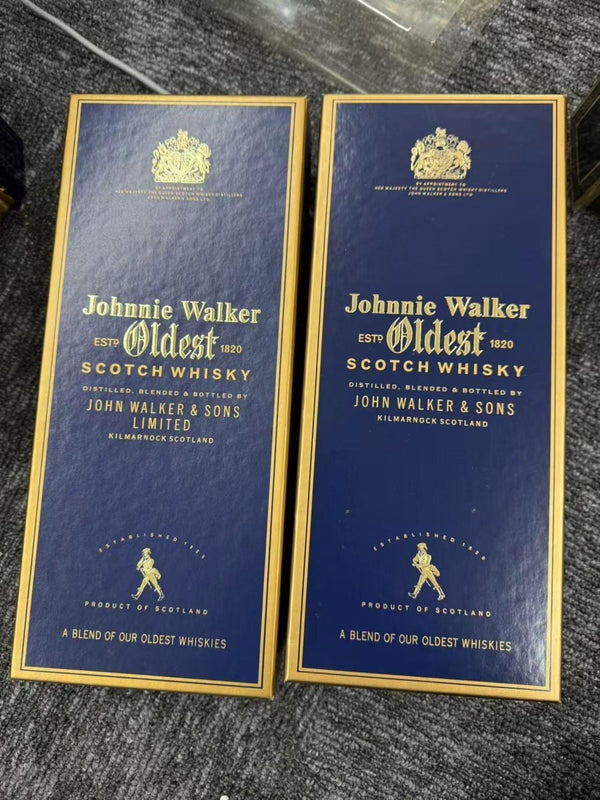 BY APPOINTMENT TO
HER MAJESTY THE QUEEN SCOTCH WHISKY DISTILLERS
JOHN WALKER & SONS LTD
Johnnie Walker
ESTD Oldest 1820
SCOTCH WHISKY
DISTILLED, BLENDED & BOTTLED BY
JOHN WALKER & SONS
LIMITED
KILMARNOCK SCOTLAND
ESTABLISHED 1820
PRODUCT OF SCOTLAND
A BLEND OF OUR OLDEST WHISKIES
BY APPOINTMENT TO
HER MAJESTY THE QUEEN SCOTCH WHISKY DISTILLERS
JOHN WALKER & SONS LTD
Johnnie Walker
ESTD Oldest 1820
SCOTCH WHISKY
DISTILLED, BLENDED & BOTTLED BY
JOHN WALKER & SONS
KILMARNOCK SCOTLAND
ESTABLISHED 1820
PRODUCT OF SCOTLAND
A BLEND OF OUR OLDEST WHISKIES